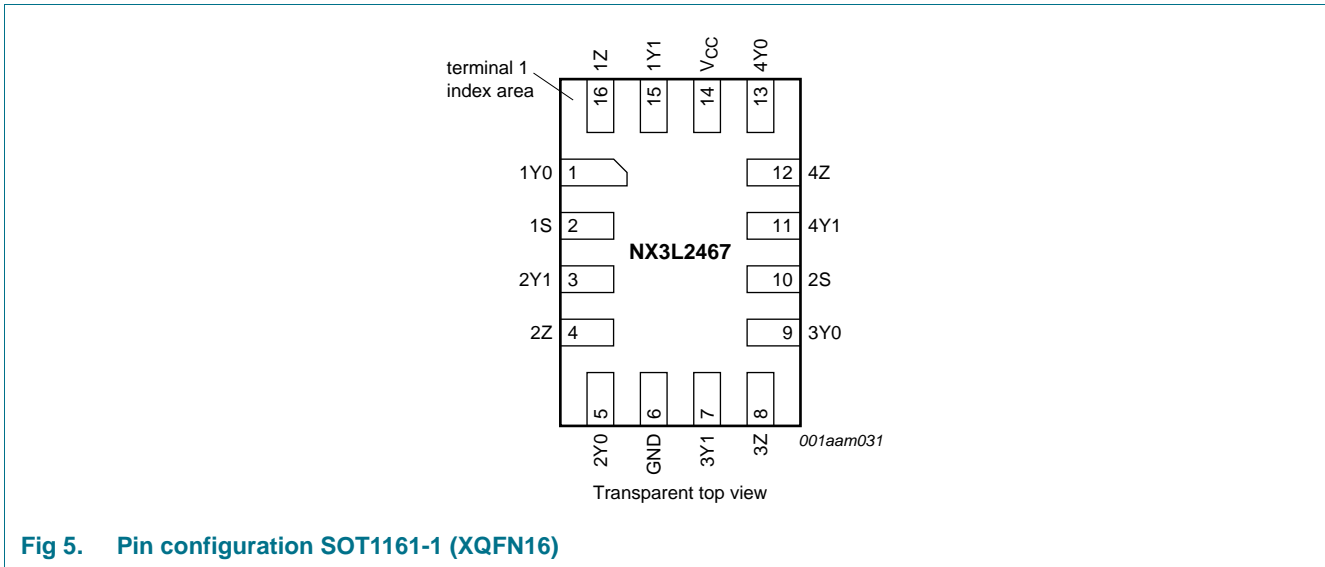 terminal 1
index area
1Z
1Y1
VCC
4Y0
16
15
14
13
1Y0 1
12 4Z
1S 2
11 4Y1
NX3L2467
2Y1 3
10 2S
2Z 4
9 3Y0
5
6
7
8
2Y0
GND
3Y1
3Z
001aam031
Transparent top view
Fig 5. Pin configuration SOT1161-1 (XQFN16)